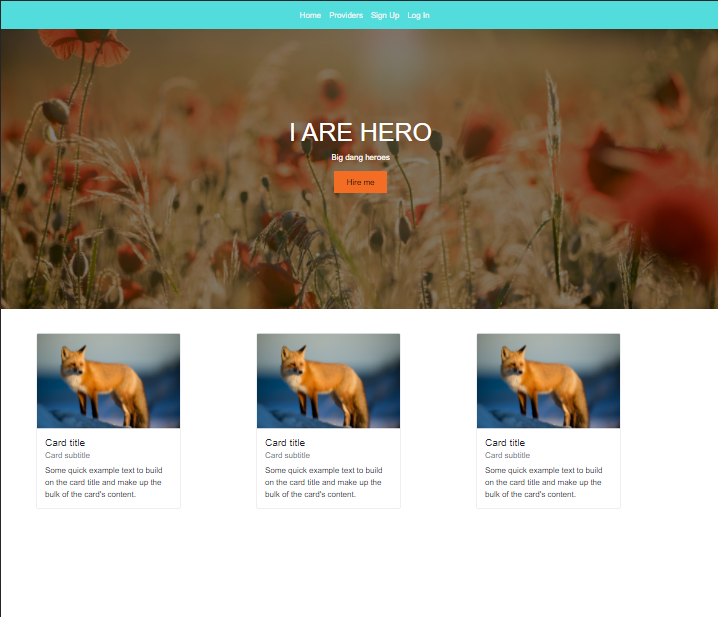 Home Providers Sign Up Log In
I ARE HERO
Big dang heroes
Hire me
Card title
Card subtitle
Some quick example text to build
on the card title and make up the
bulk of the card's content.
Card title
Card subtitle
Some quick example text to build
on the card title and make up the
bulk of the card's content.
Card title
Card subtitle
Some quick example text to build
on the card title and make up the
bulk of the card's content.